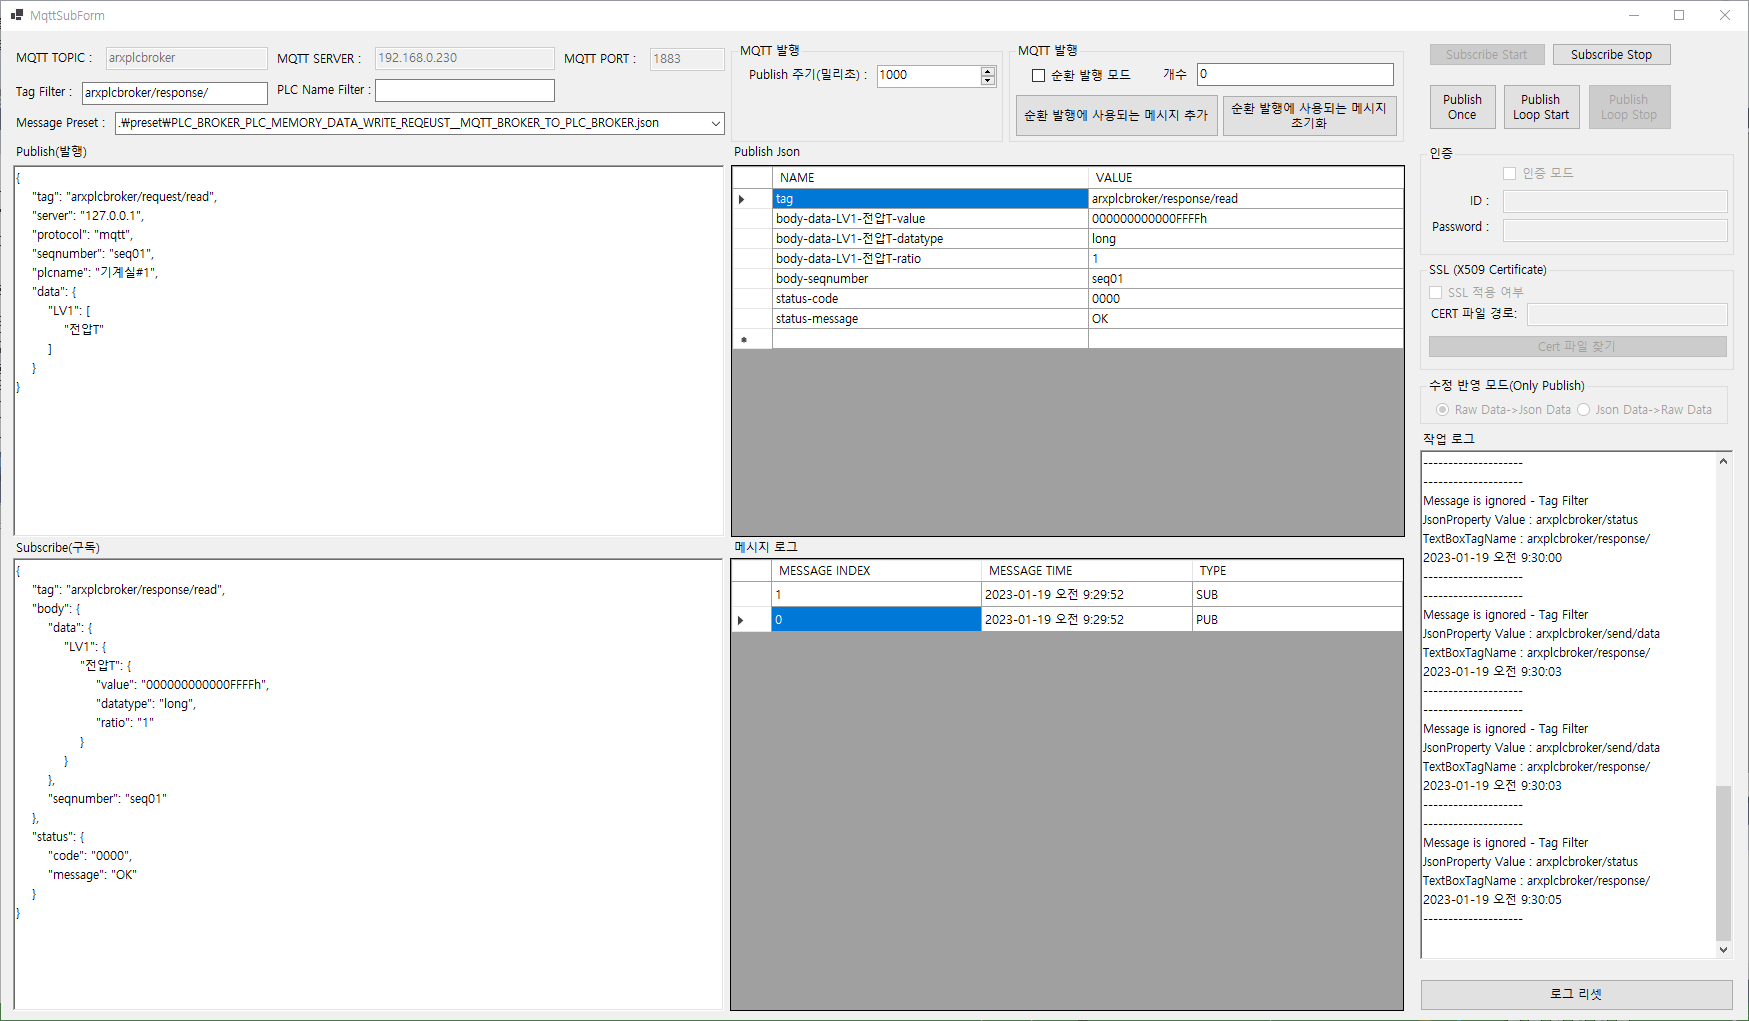 MqttSubForm
MQTT TOPIC :
arxplcbroker
MQTT SERVER :
192.168.0.230
MQTT PORT :
1883
Tag Filter :
arxplcbroker/response/
PLC Name Filter :
Message Preset :
.₩preset₩PLC_BROKER_PLC_MEMORY_DATA_WRITE_REQEUST__MQTT_BROKER_TO_PLC_BROKER.json
MQTT 발행
Publish 주기(밀리초) :
1000
MQTT 발행
순환 발행 모드
개수
0
순환 발행에 사용되는 메시지 추가
순환 발행에 사용되는 메시지
초기화
Subscribe Start
Subscribe Stop
Publish
Once
Publish
Loop Start
Publish
Loop Stop
Publish(발행)
{
"tag": "arxplcbroker/request/read",
"server": "127.0.0.1",
"protocol": "mqtt",
"seqnumber": "seq01",
"plcname": "기계실#1",
"data": {
"LV1": [
"전압T"
]
}
}
Publish Json
NAME VALUE
tag arxplcbroker/response/read
body-data-LV1-전압T-value 000000000000FFFFh
body-data-LV1-전압T-datatype long
body-data-LV1-전압T-ratio 1
body-seqnumber seq01
status-code 0000
status-message OK
인증
인증 모드
ID :
Password :
SSL (X509 Certificate)
SSL 적용 여부
CERT 파일 경로:
Cert 파일 찾기
수정 반영 모드(Only Publish)
Raw Data->Json Data
Json Data->Raw Data
Subscribe(구독)
{
"tag": "arxplcbroker/response/read",
"body": {
"data": {
"LV1": {
"전압T": {
"value": "000000000000FFFFh",
"datatype": "long",
"ratio": "1"
}
}
},
"seqnumber": "seq01"
},
"status": {
"code": "0000",
"message": "OK"
}
}
메시지 로그
MESSAGE INDEX MESSAGE TIME TYPE
1 2023-01-19 오전 9:29:52 SUB
0 2023-01-19 오전 9:29:52 PUB
작업 로그
--------------------
--------------------
Message is ignored - Tag Filter
JsonProperty Value : arxplcbroker/status
TextBoxTagName : arxplcbroker/response/
2023-01-19 오전 9:30:00
--------------------
--------------------
Message is ignored - Tag Filter
JsonProperty Value : arxplcbroker/send/data
TextBoxTagName : arxplcbroker/response/
2023-01-19 오전 9:30:03
--------------------
--------------------
Message is ignored - Tag Filter
JsonProperty Value : arxplcbroker/send/data
TextBoxTagName : arxplcbroker/response/
2023-01-19 오전 9:30:03
--------------------
--------------------
Message is ignored - Tag Filter
JsonProperty Value : arxplcbroker/status
TextBoxTagName : arxplcbroker/response/
2023-01-19 오전 9:30:05
--------------------
로그 리셋